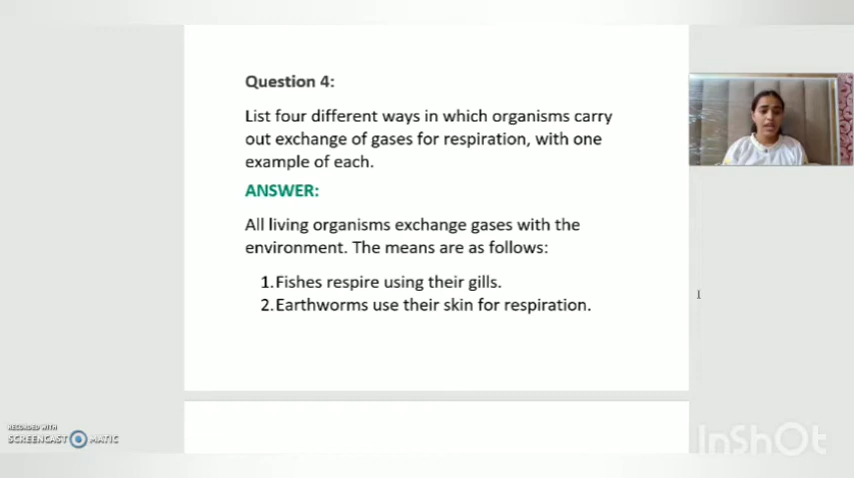 Question 4:
List four different ways in which organisms carry
out exchange of gases for respiration, with one
example of each.
ANSWER:
All living organisms exchange gases with the
environment. The means are as follows:
1.Fishes respire using their gills.
2.Earthworms use their skin for respiration.
RECORDED WITH
SCREENCAST MATIC
InShOt